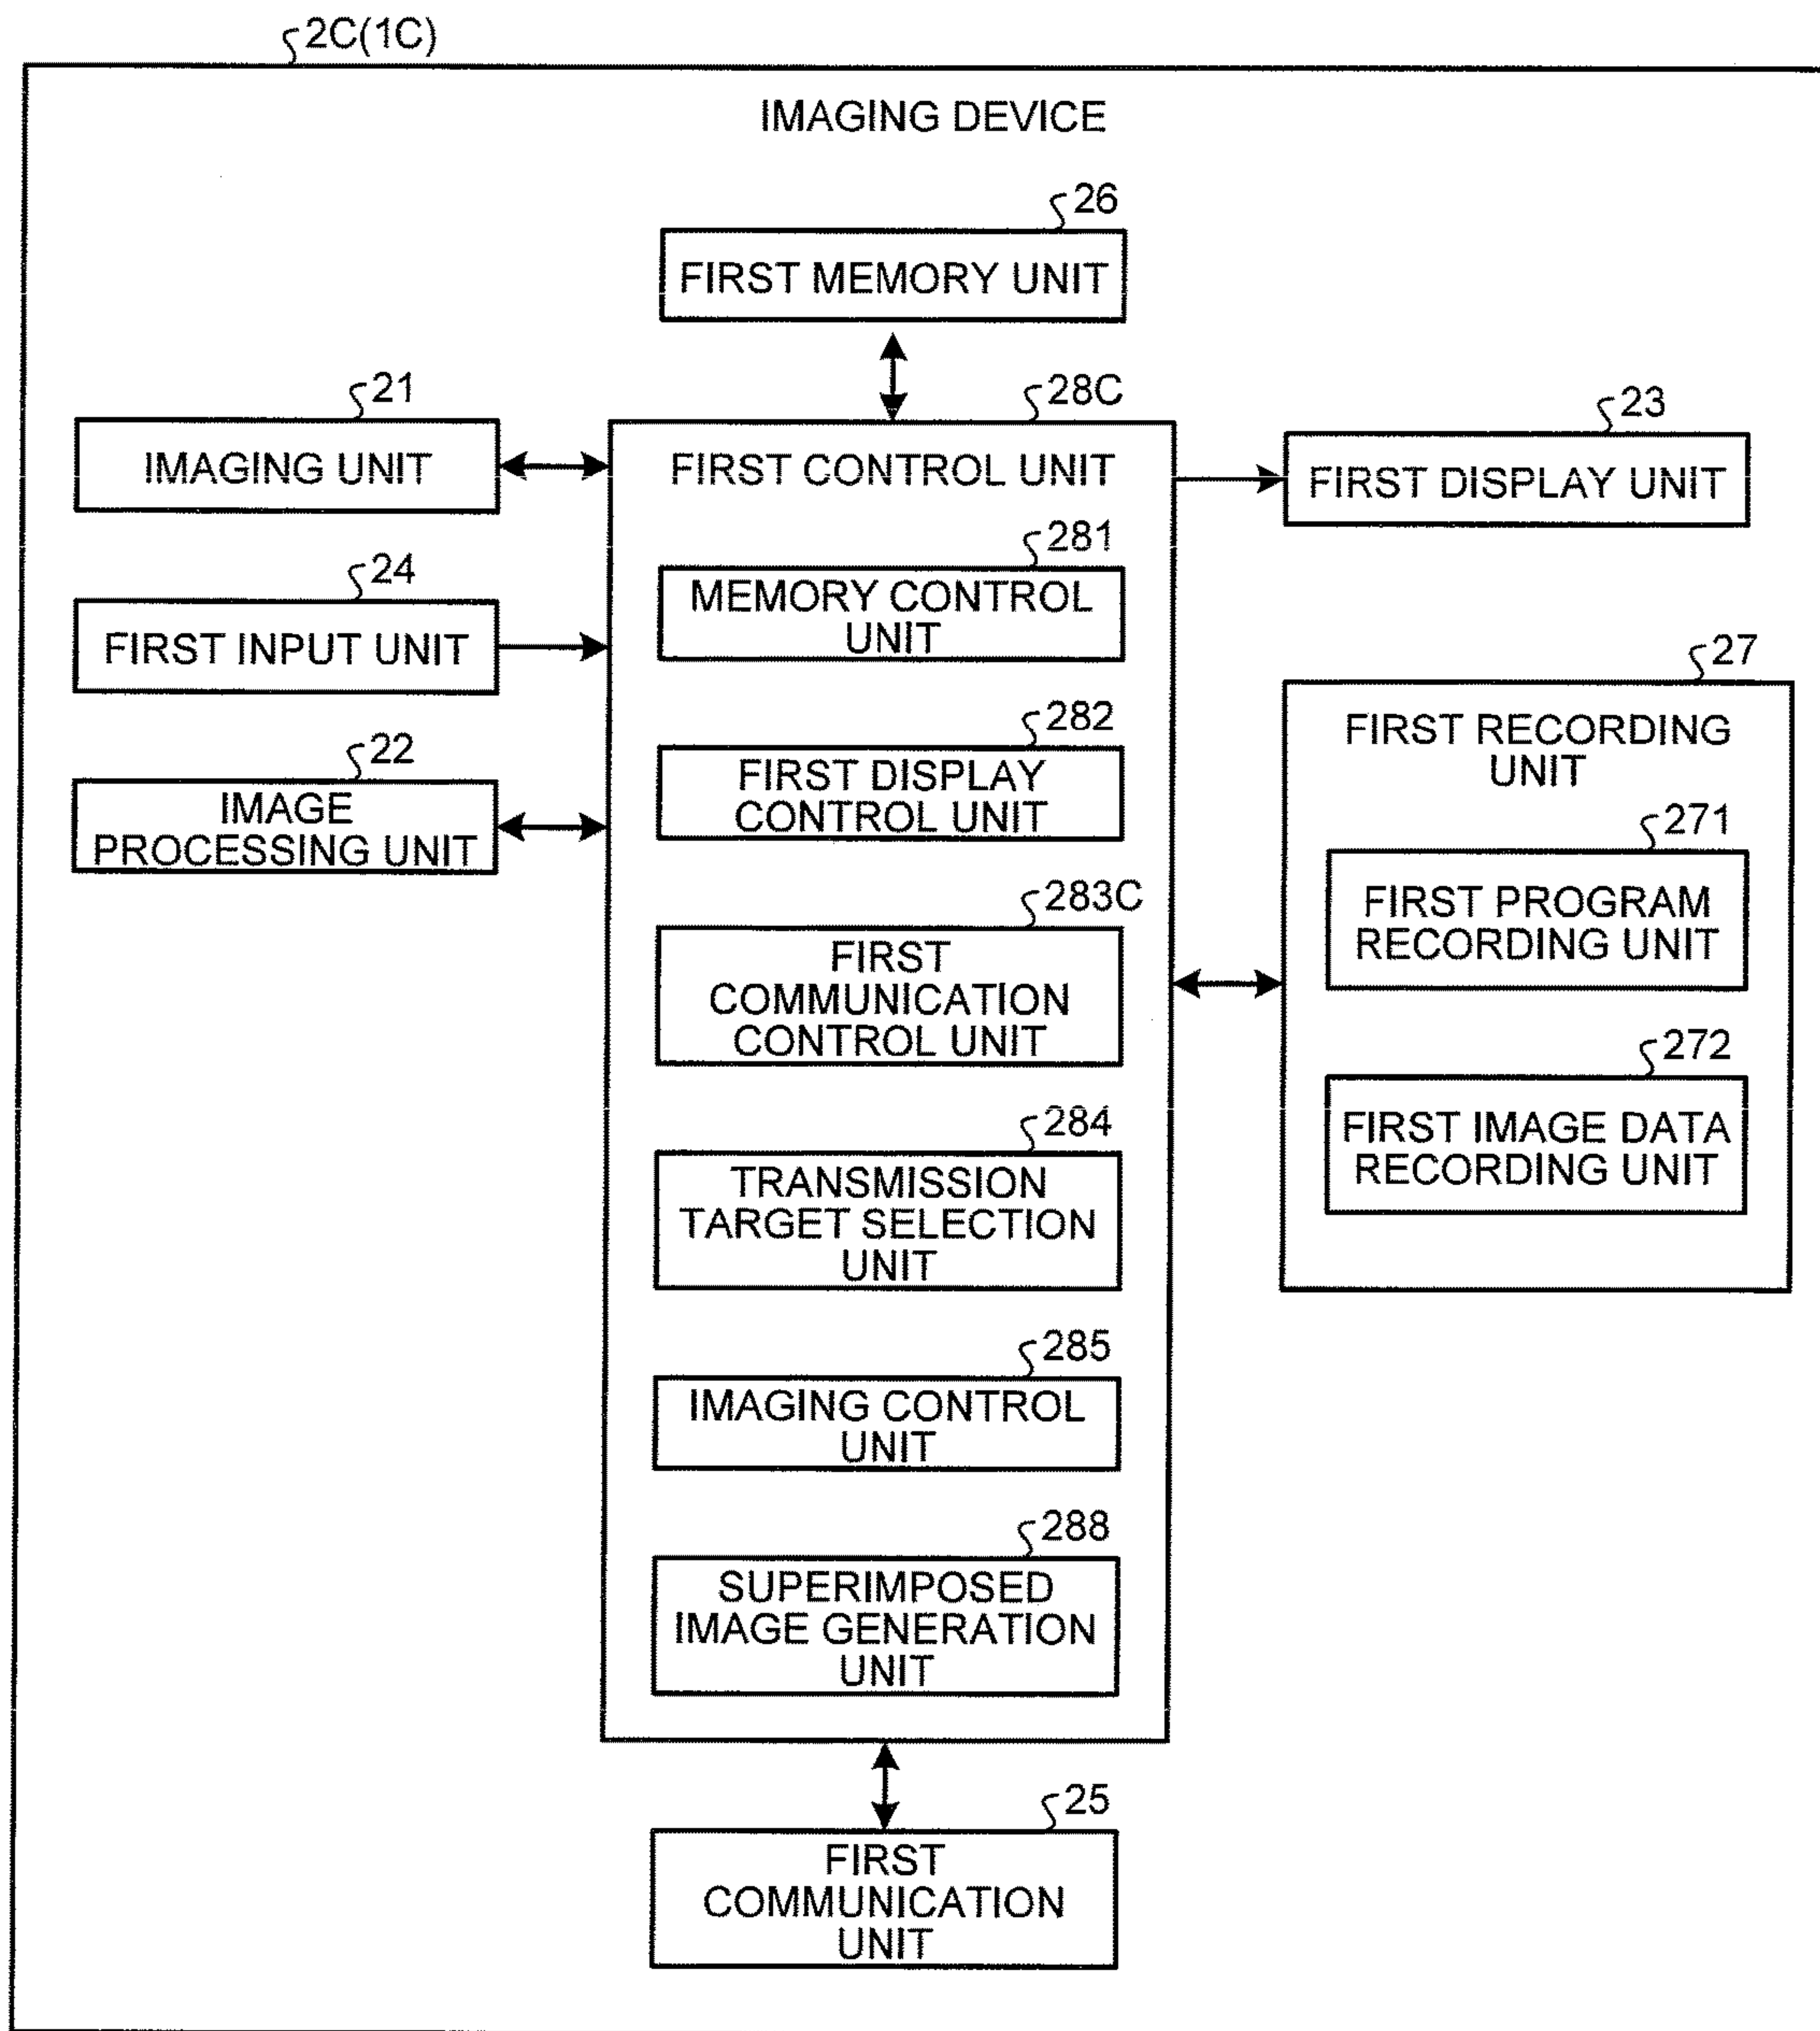 2C(1C)
IMAGING DEVICE
26
FIRST MEMORY UNIT
21
IMAGING UNIT
28C
FIRST CONTROL UNIT
23
FIRST DISPLAY UNIT
24
FIRST INPUT UNIT
281
MEMORY CONTROL
UNIT
22
IMAGE
PROCESSING UNIT
282
FIRST DISPLAY
CONTROL UNIT
27
FIRST RECORDING
UNIT
271
FIRST PROGRAM
RECORDING UNIT
283C
FIRST
COMMUNICATION
CONTROL UNIT
272
FIRST IMAGE DATA
RECORDING UNIT
284
TRANSMISSION
TARGET SELECTION
UNIT
285
IMAGING CONTROL
UNIT
288
SUPERIMPOSED
IMAGE GENERATION
UNIT
25
FIRST
COMMUNICATION
UNIT